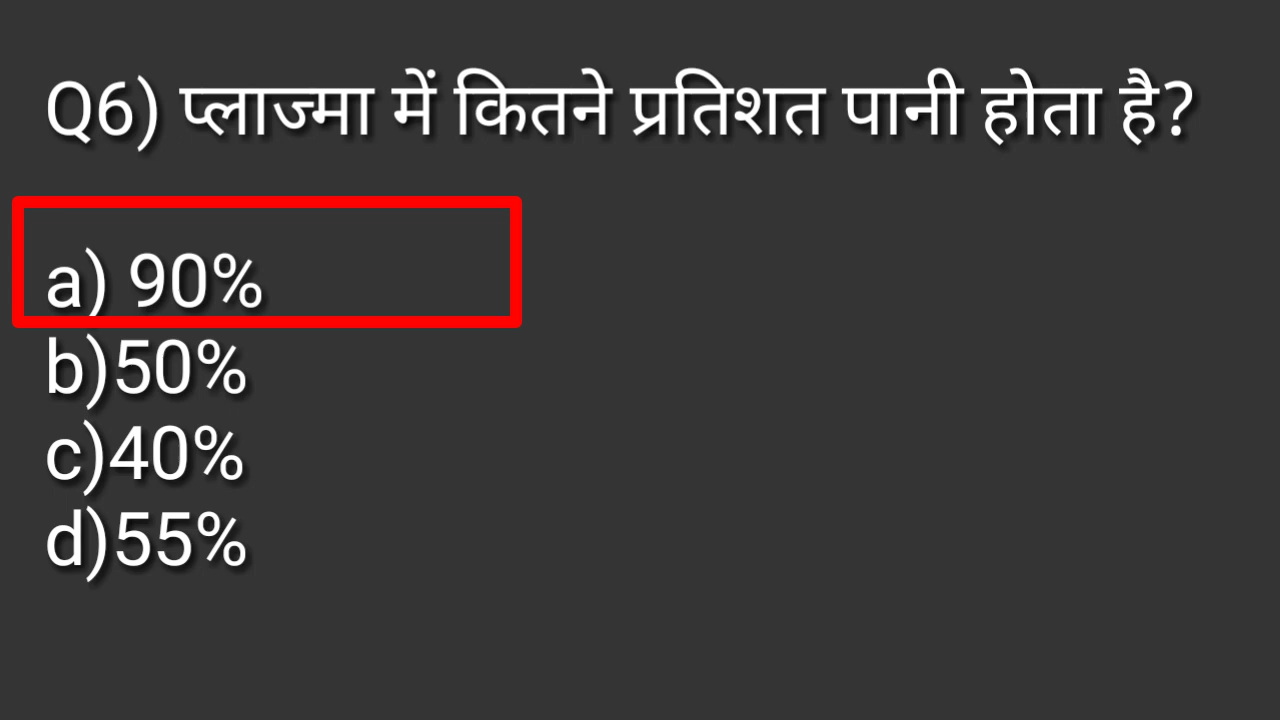 Q6) प्लाज्मा में कितने प्रतिशत पानी होता है?
a) 90%
b)50%
c)40%
d)55%